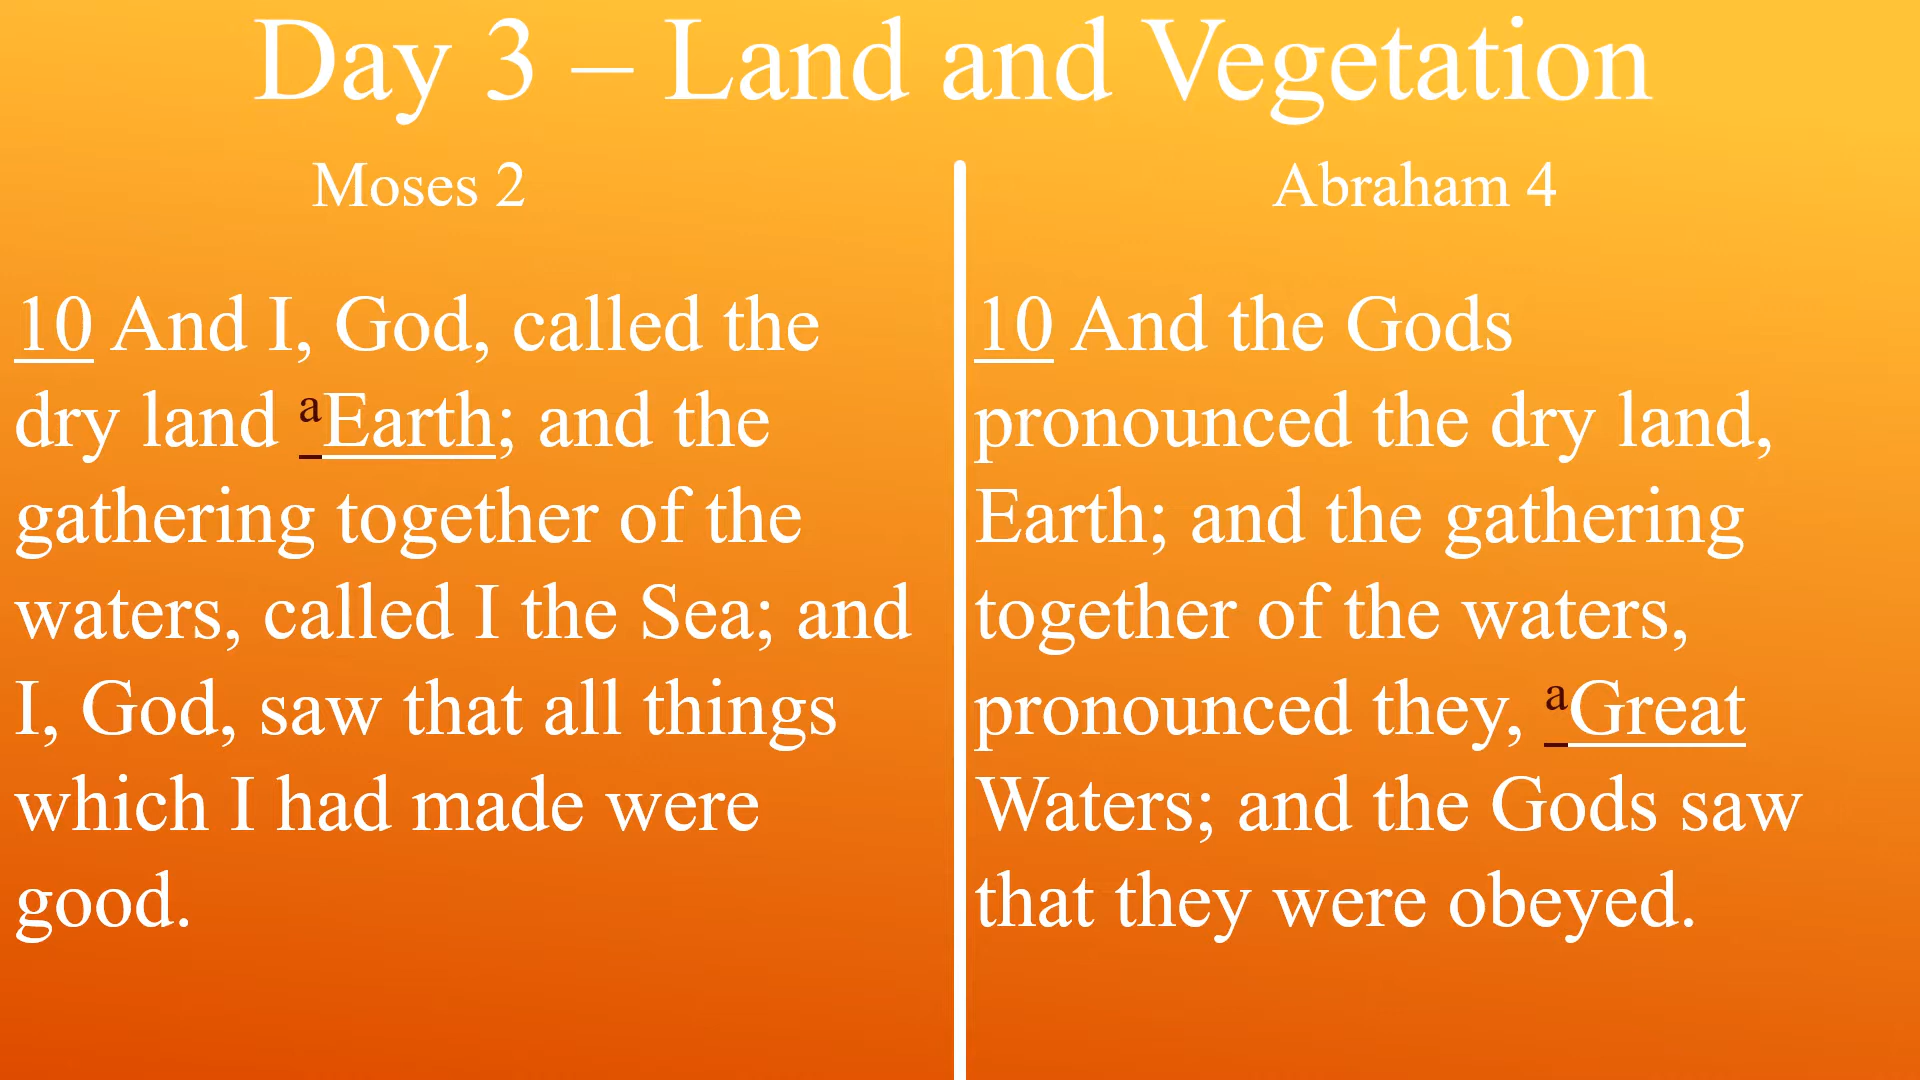 Day 3 – Land and Vegetation
Moses 2
10 And I, God, called the
dry land aEarth; and the
gathering together of the
waters, called I the Sea; and
I, God, saw that all things
which I had made were
good.
Abraham 4
10 And the Gods
pronounced the dry land,
Earth; and the gathering
together of the waters,
pronounced they, aGreat
Waters; and the Gods saw
that they were obeyed.